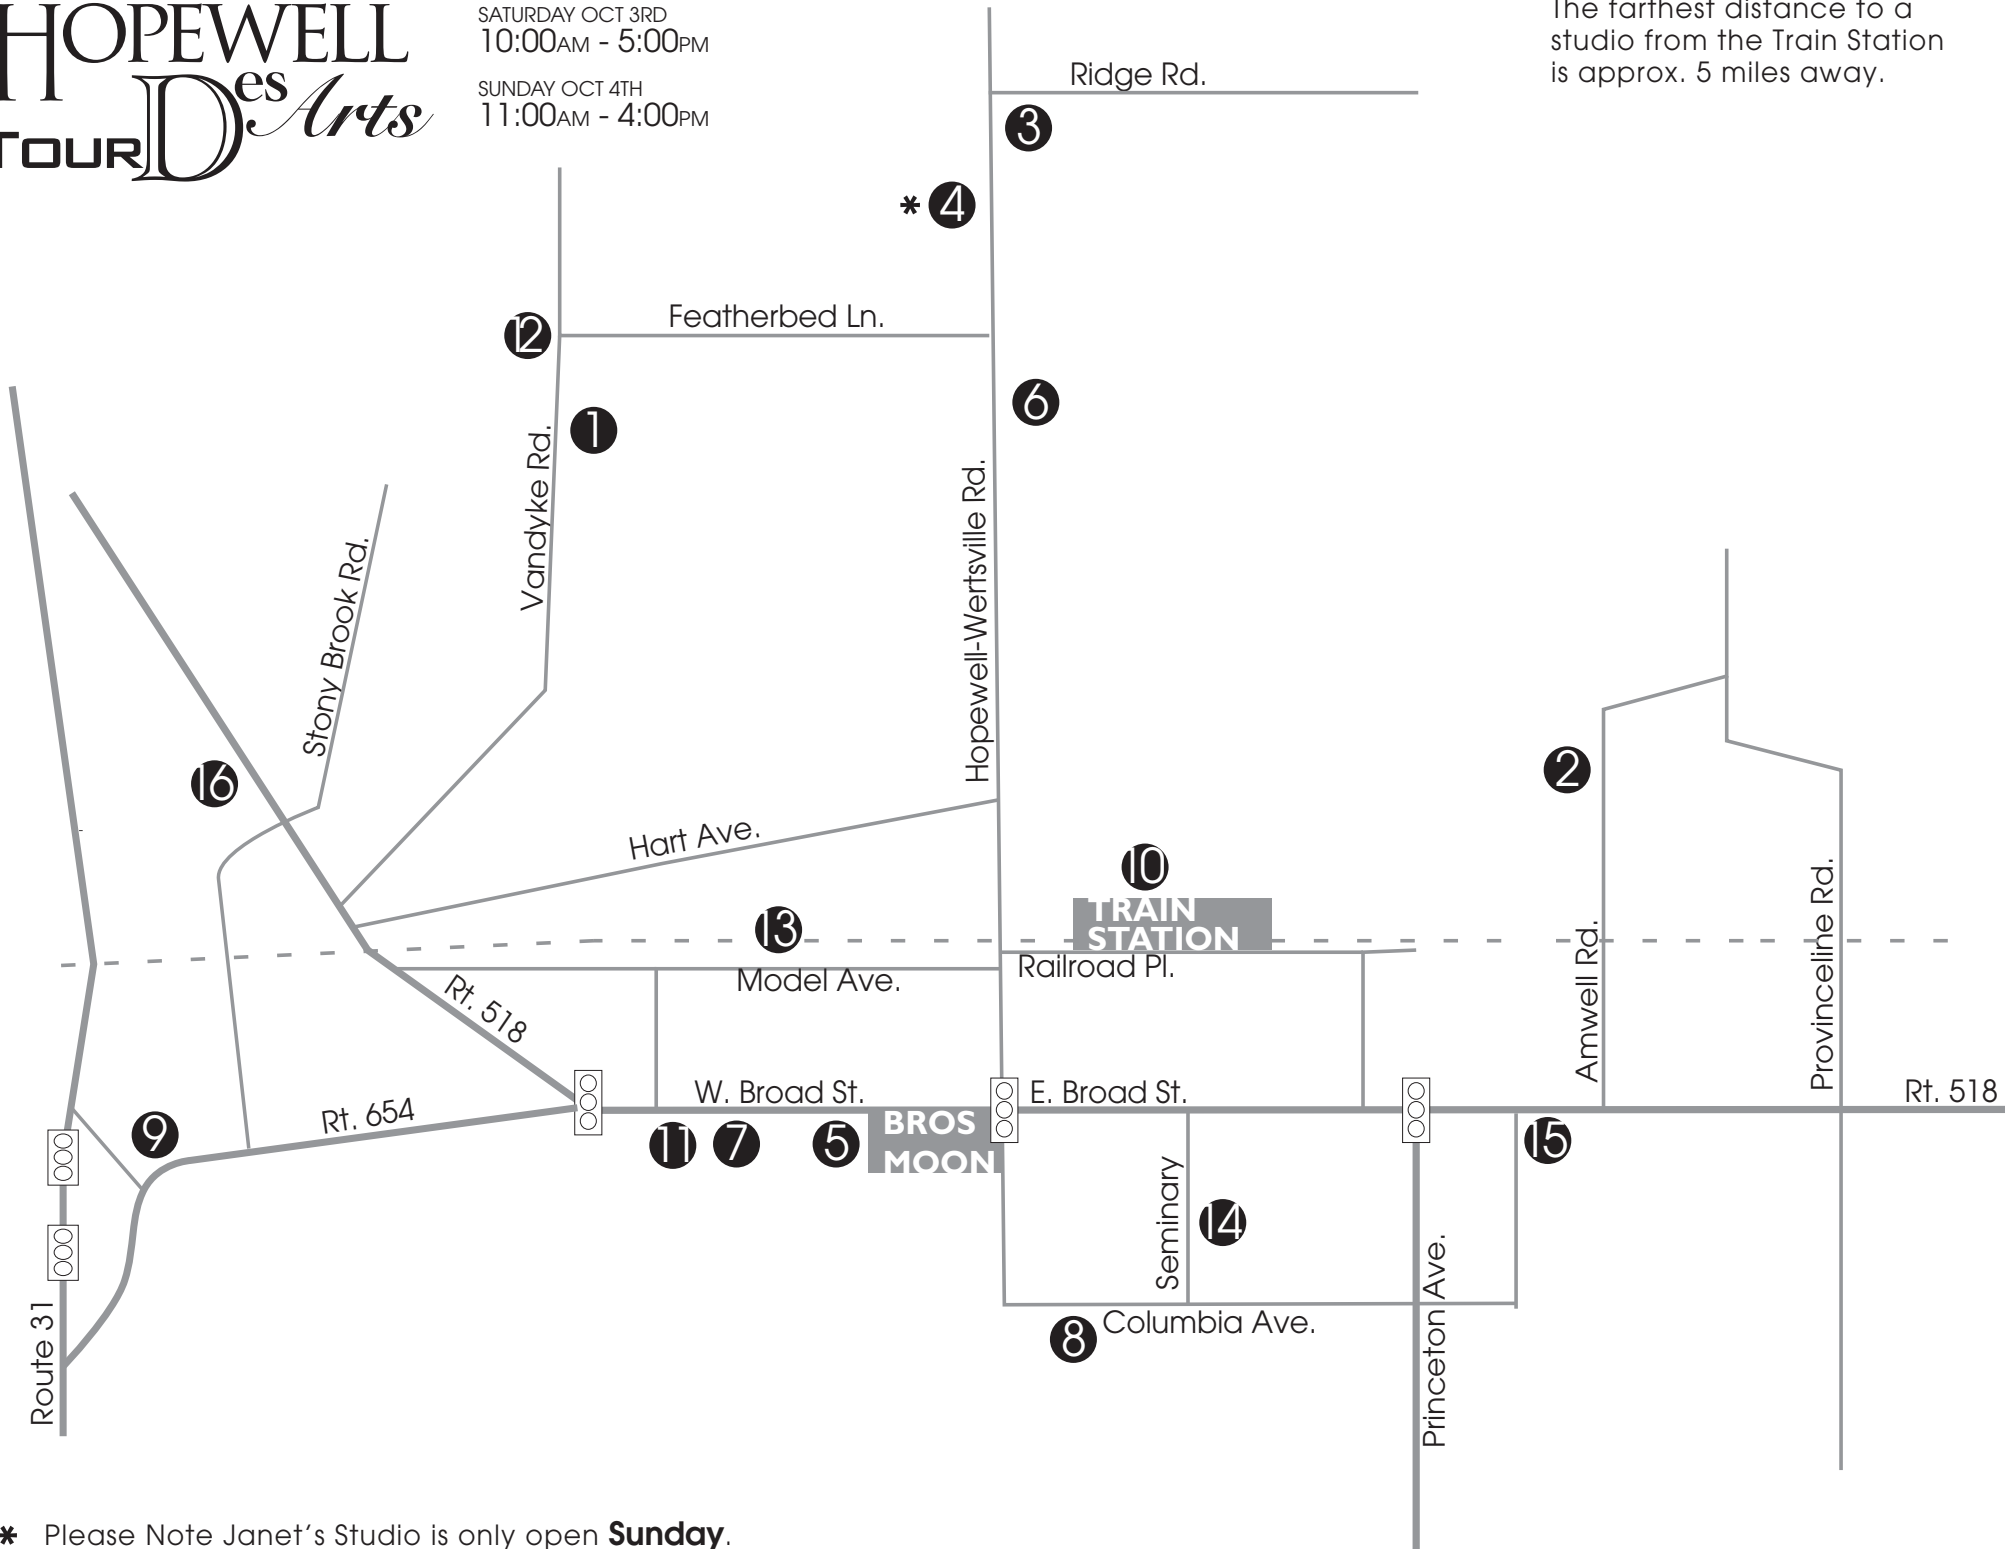 HOPEWELL
TOUR Des Arts
SATURDAY OCT 3RD
10:00AM - 5:00PM
SUNDAY OCT 4TH
11:00AM - 4:00PM
The farthest distance to a
studio from the Train Station
is approx. 5 miles away.
Ridge Rd.
3
* 4
Featherbed Ln.
12
6
1
Vandyke Rd.
Hopewell-Wertsville Rd.
Stony Brook Rd.
16
2
Hart Ave.
10
TRAIN
STATION
13
Railroad Pl.
Model Ave.
Rt. 518
Amwell Rd.
Provinceline Rd.
W. Broad St.
E. Broad St.
Rt. 518
Rt. 654
9
11
7
5
BROS
MOON
15
Seminary
14
Columbia Ave.
8
Princeton Ave.
Route 31
* Please Note Janet's Studio is only open Sunday.